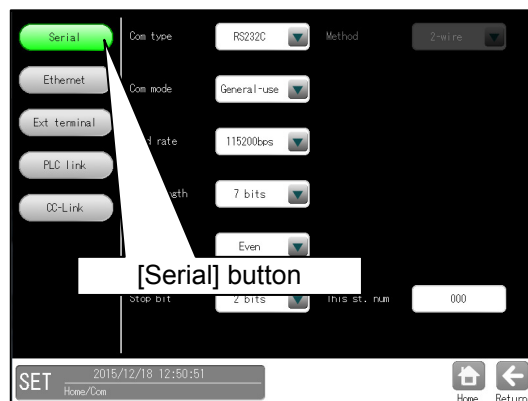 Serial
Com type
RS232C
Method
2-wire
Ethernet
Com mode
General-use
Ext terminal
rate
115200bps
PLC link
7 bits
CC-Link
Even
[Serial] button
Stop bit
2 bits
This st. num
000
SET
2015/12/18 12:50:51
Home/Com
Home
Return